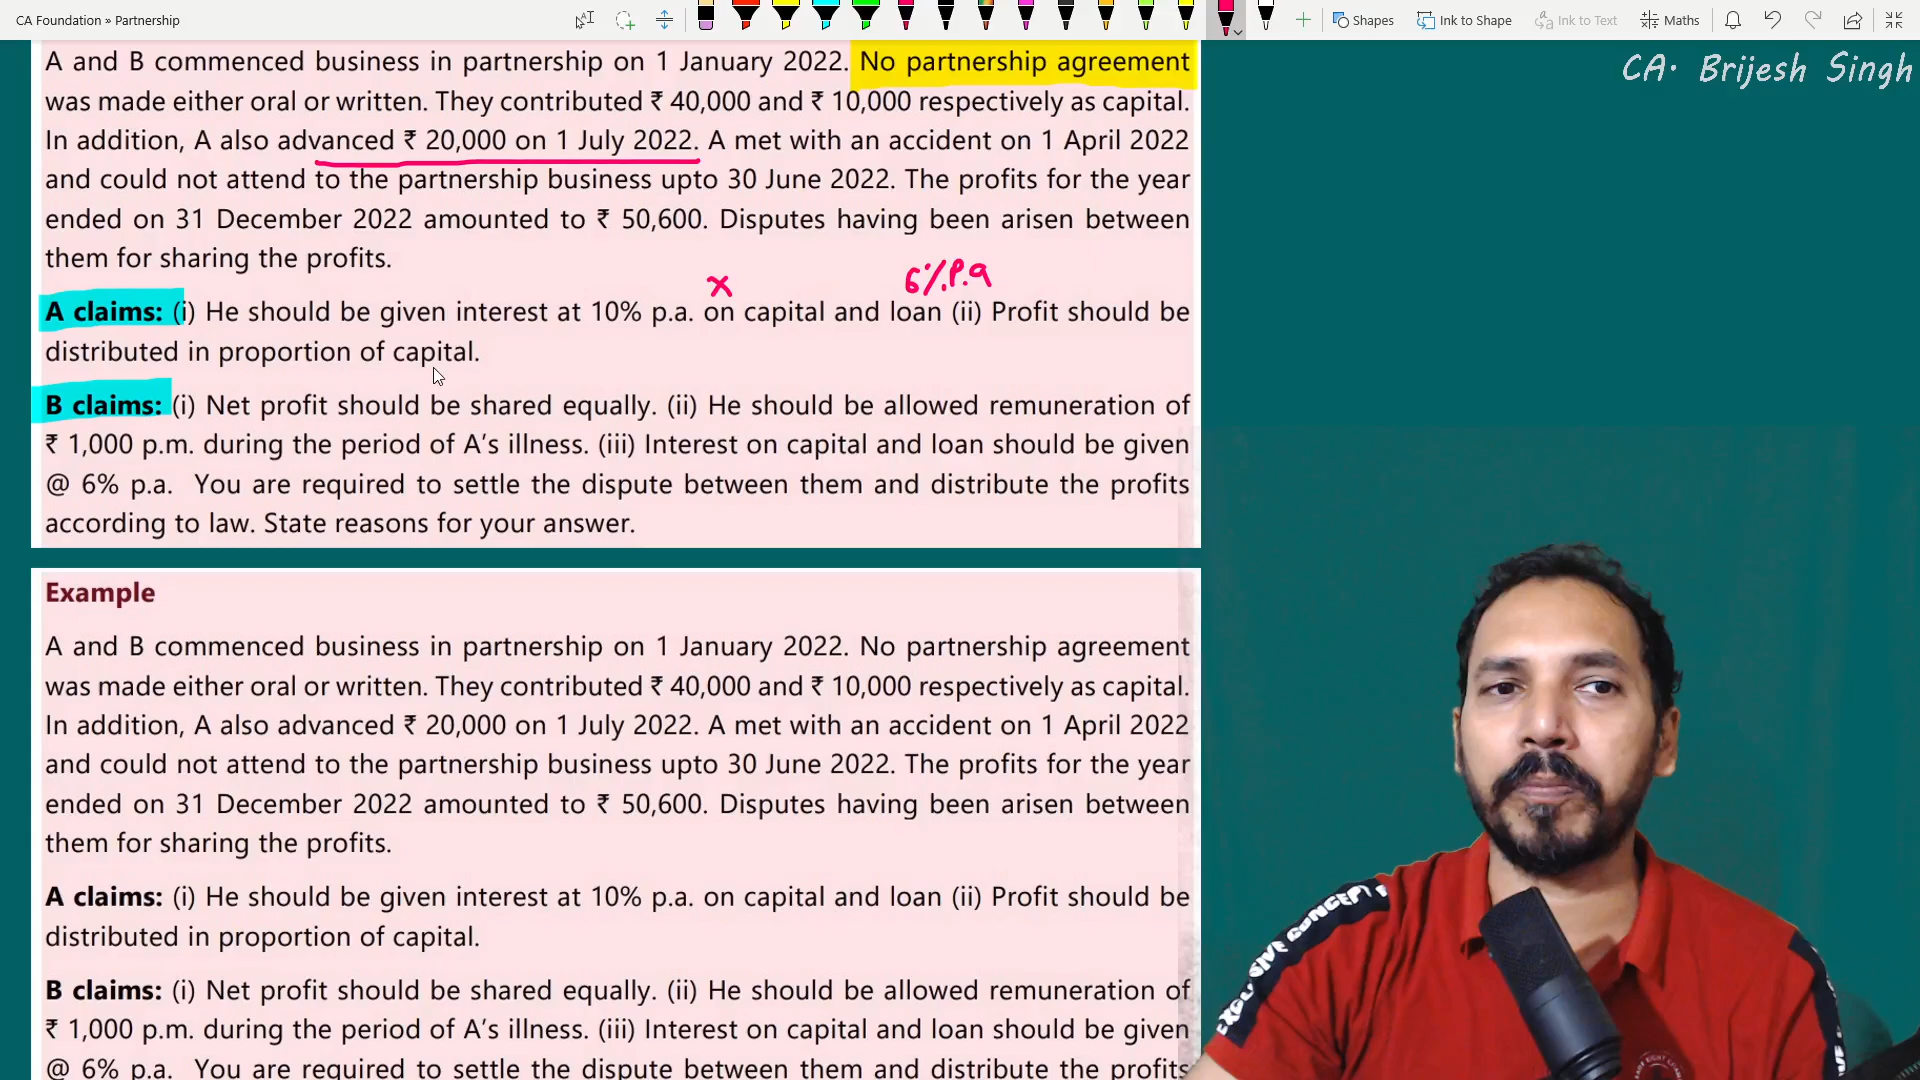 CA Foundation » Partnership
Shapes
Ink to Shape
Ink to Text
Maths
CA. Brijesh Singh
A and B commenced business in partnership on 1 January 2022. No partnership agreement
was made either oral or written. They contributed ₹ 40,000 and ₹ 10,000 respectively as capital.
In addition, A also advanced ₹ 20,000 on 1 July 2022. A met with an accident on 1 April 2022
and could not attend to the partnership business upto 30 June 2022. The profits for the year
ended on 31 December 2022 amounted to ₹ 50,600. Disputes having been arisen between
them for sharing the profits.
x 6% P.a
A claims: (i) He should be given interest at 10% p.a. on capital and loan (ii) Profit should be
distributed in proportion of capital.
B claims: (i) Net profit should be shared equally. (ii) He should be allowed remuneration of
₹ 1,000 p.m. during the period of A’s illness. (iii) Interest on capital and loan should be given
@ 6% p.a. You are required to settle the dispute between them and distribute the profits
according to law. State reasons for your answer.
Example
A and B commenced business in partnership on 1 January 2022. No partnership agreement
was made either oral or written. They contributed ₹ 40,000 and ₹ 10,000 respectively as capital.
In addition, A also advanced ₹ 20,000 on 1 July 2022. A met with an accident on 1 April 2022
and could not attend to the partnership business upto 30 June 2022. The profits for the year
ended on 31 December 2022 amounted to ₹ 50,600. Disputes having been arisen between
them for sharing the profits.
A claims: (i) He should be given interest at 10% p.a. on capital and loan (ii) Profit should be
distributed in proportion of capital.
B claims: (i) Net profit should be shared equally. (ii) He should be allowed remuneration of
₹ 1,000 p.m. during the period of A’s illness. (iii) Interest on capital and loan should be given
@ 6% p.a. You are required to settle the dispute between them and distribute the profits
EXCLUSIVE CONCEPT